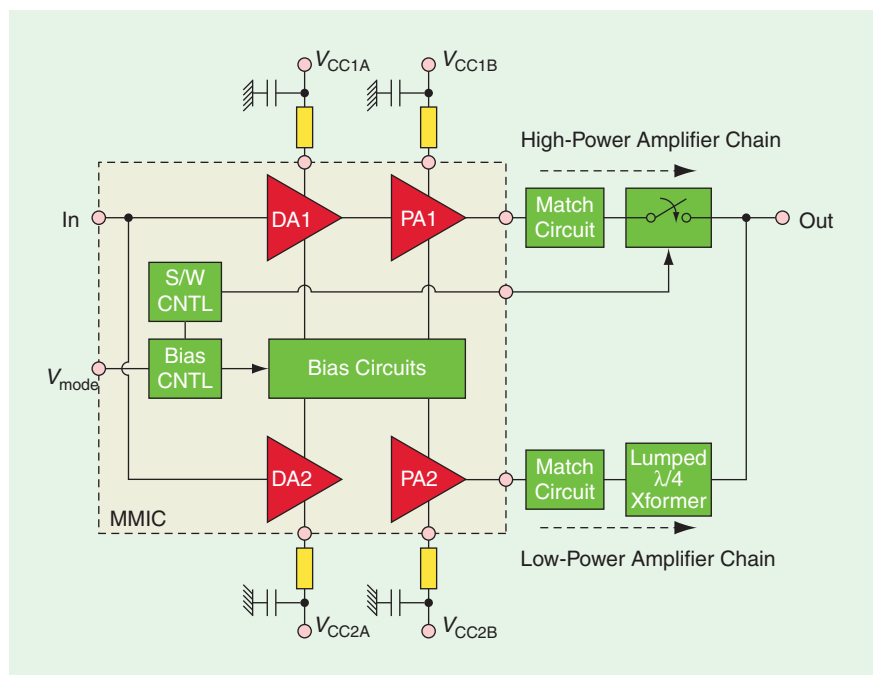 VCC1A
VCC1B
High-Power Amplifier Chain
In
DA1
PA1
Match
Circuit
Out
S/W
CNTL
Vmode
Bias
CNTL
Bias Circuits
DA2
PA2
Match
Circuit
Lumped
λ/4
Xformer
MMIC
Low-Power Amplifier Chain
VCC2A
VCC2B